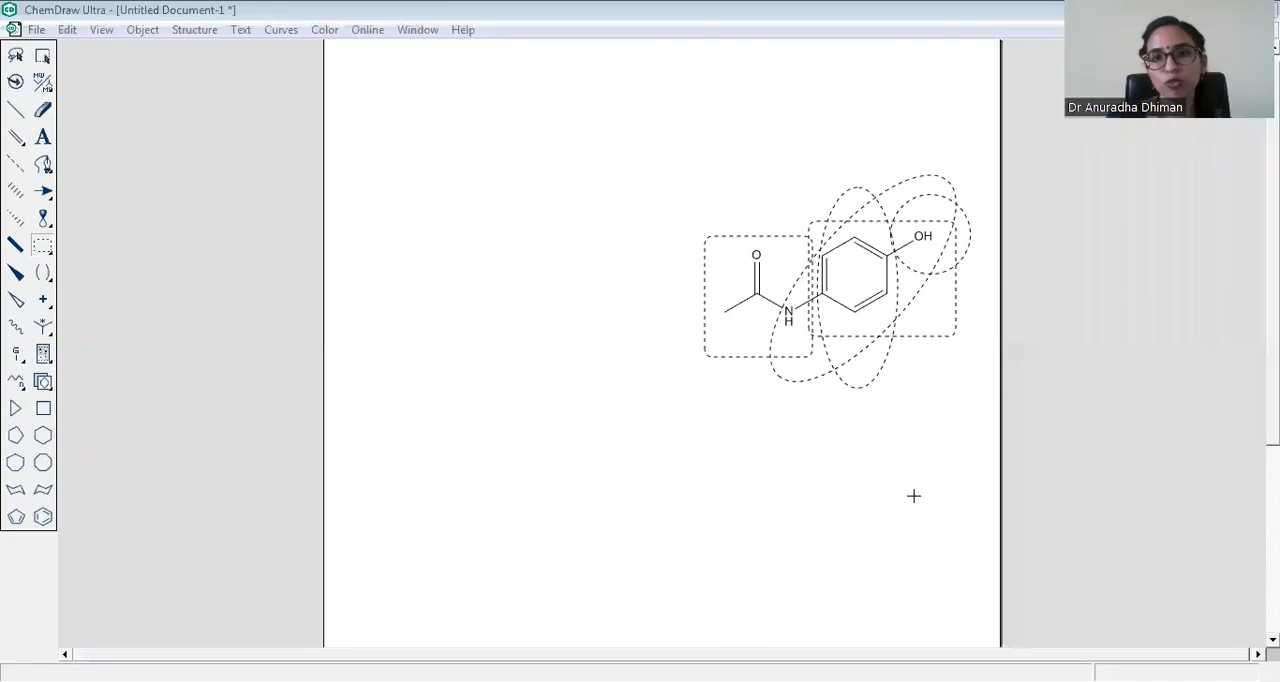 ChemDraw Ultra - [Untitled Document-1 *]
File Edit View Object Structure Text Curves Color Online Window Help
Dr Anuradha Dhiman
OH
O
N
H